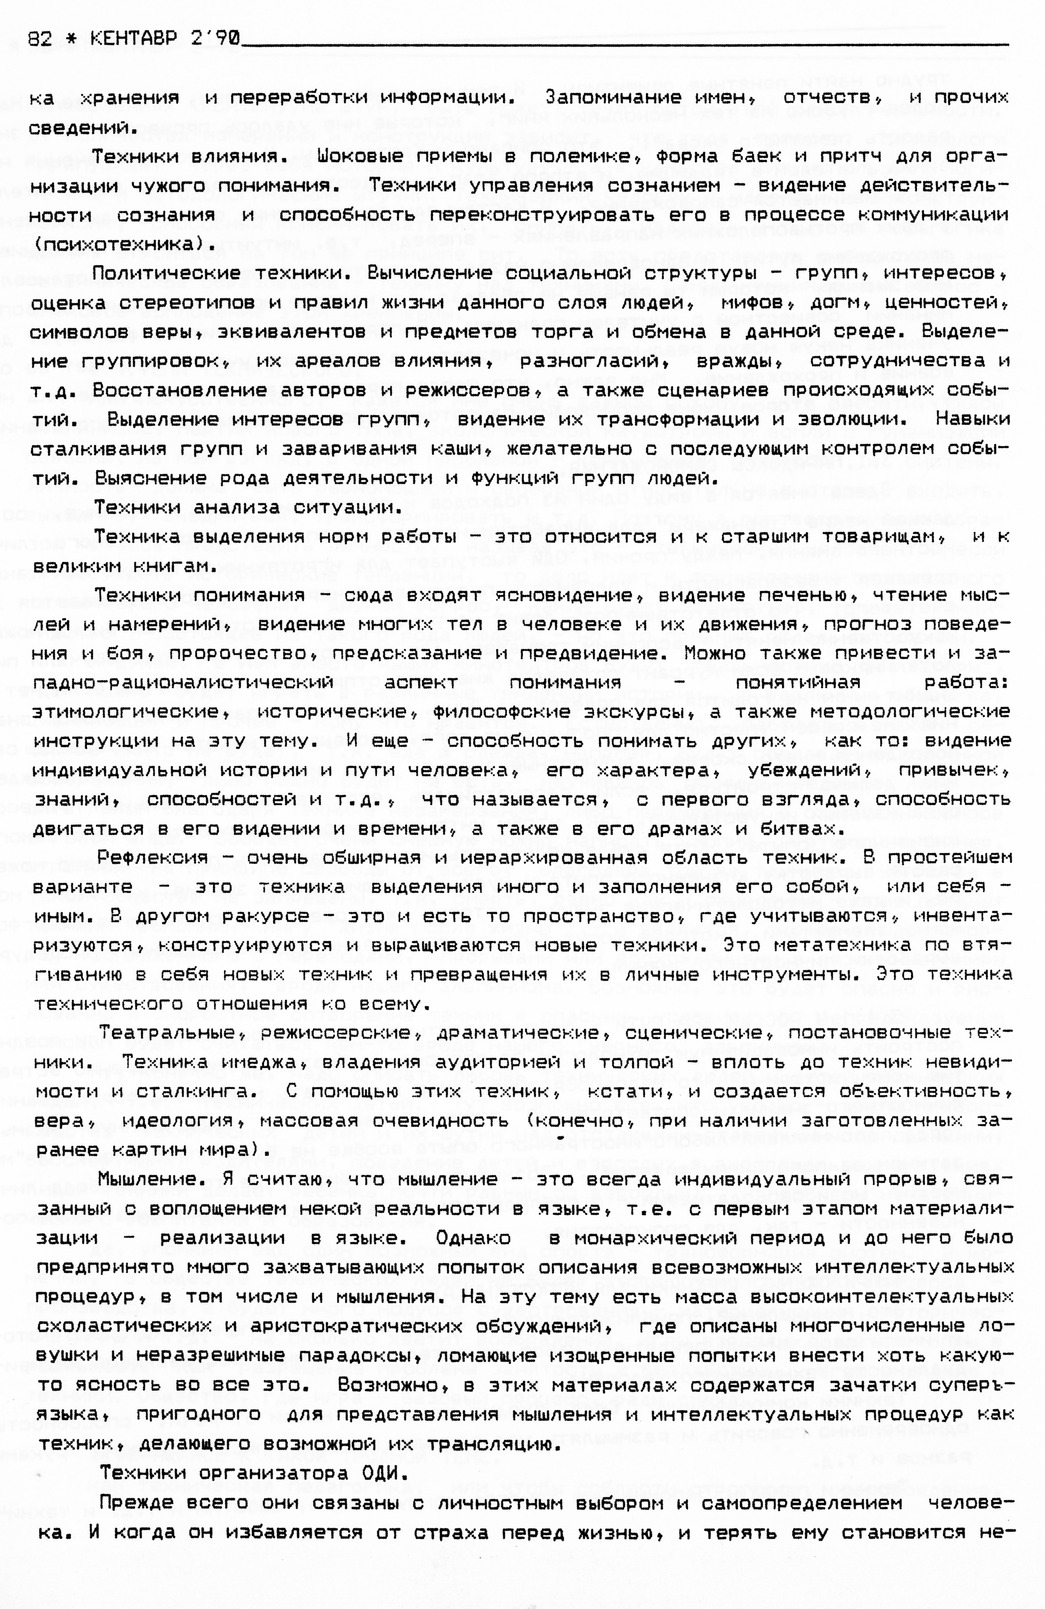 82 * КЕНТАВР 2'90
ка хранения и переработки информации. Запоминание имен, отчеств, и прочих
сведений.
Техники влияния. Шоковые приемы в полемике, форма баек и притч для орга-
низации чужого понимания. Техники управления сознанием - видение действитель-
ности сознания и способность переконструировать его в процессе коммуникации
(психотехника).
Политические техники. Вычисление социальной структуры - групп, интересов,
оценка стереотипов и правил жизни данного слоя людей, мифов, догм, ценностей,
символов веры, эквивалентов и предметов торга и обмена в данной среде. Выделе-
ние группировок, их ареалов влияния, разногласий, вражды, сотрудничества и
т.д. Восстановление авторов и режиссеров, а также сценариев происходящих собы-
тий. Выделение интересов групп, видение их трансформации и эволюции. Навыки
сталкивания групп и заваривания каши, желательно с последующим контролем собы-
тий. Выяснение рода деятельности и функций групп людей.
Техники анализа ситуации.
Техника выделения норм работы - это относится и к старшим товарищам, и к
великим книгам.
Техники понимания - сюда входят ясновидение, видение печенью, чтение мыс-
лей и намерений, видение многих тел в человеке и их движения, прогноз поведе-
ния и боя, пророчество, предсказание и предвидение. Можно также привести и за-
падно-рационалистический аспект понимания - понятийная работа:
этимологические, исторические, философские экскурсы, а также методологические
инструкции на эту тему. И еще - способность понимать других, как то: видение
индивидуальной истории и пути человека, его характера, убеждений, привычек,
знаний, способностей и т.д., что называется, с первого взгляда, способность
двигаться в его видении и времени, а также в его драмах и битвах.
Рефлексия - очень обширная и иерархированная область техник. В простейшем
варианте - это техника выделения иного и заполнения его собой, или себя -
иным. В другом ракурсе - это и есть то пространство, где учитываются, инвента-
ризуются, конструируются и выращиваются новые техники. Это метатехника по втя-
гиванию в себя новых техник и превращения их в личные инструменты. Это техника
технического отношения ко всему.
Театральные, режиссерские, драматические, сценические, постановочные тех-
ники. Техника имеджа, владения аудиторией и толпой - вплоть до техник невиди-
мости и сталкинга. С помощью этих техник, кстати, и создается объективность,
вера, идеология, массовая очевидность (конечно, при наличии заготовленных за-
ранее картин мира).
Мышление. Я считаю, что мышление - это всегда индивидуальный прорыв, свя-
занный с воплощением некой реальности в языке, т.е. с первым этапом материали-
зации - реализации в языке. Однако в монархический период и до него было
предпринято много захватывающих попыток описания всевозможных интеллектуальных
процедур, в том числе и мышления. На эту тему есть масса высокоинтелектуальных
схоластических и аристократических обсуждений, где описаны многочисленные ло-
вушки и неразрешимые парадоксы, ломающие изощренные попытки внести хоть какую-
то ясность во все это. Возможно, в этих материалах содержатся зачатки суперъ-
языка, пригодного для представления мышления и интеллектуальных процедур как
техник, делающего возможной их трансляцию.
Техники организатора ОДИ.
Прежде всего они связаны с личностным выбором и самоопределением челове-
ка. И когда он избавляется от страха перед жизнью, и терять ему становится не-